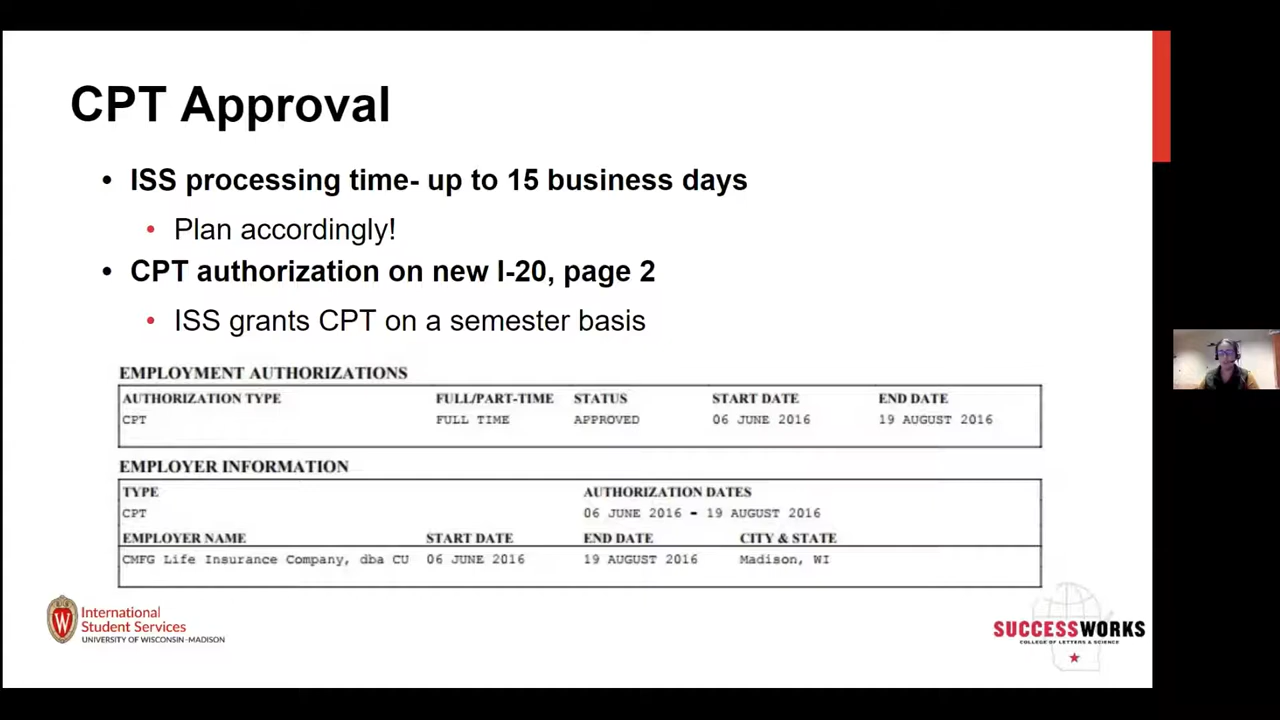 CPT Approval
• ISS processing time- up to 15 business days
• Plan accordingly!
• CPT authorization on new I-20, page 2
• ISS grants CPT on a semester basis
EMPLOYMENT AUTHORIZATIONS
AUTHORIZATION TYPE FULL/PART-TIME STATUS START DATE END DATE
CPT FULL TIME APPROVED 06 JUNE 2016 19 AUGUST 2016
EMPLOYER INFORMATION
TYPE AUTHORIZATION DATES
CPT 06 JUNE 2016 - 19 AUGUST 2016
EMPLOYER NAME START DATE END DATE CITY & STATE
CMFG Life Insurance Company, dba CU 06 JUNE 2016 19 AUGUST 2016 Madison, WI
W
International
Student Services
UNIVERSITY OF WISCONSIN-MADISON
SUCCESSWORKS
COLLEGE OF LETTERS & SCIENCE